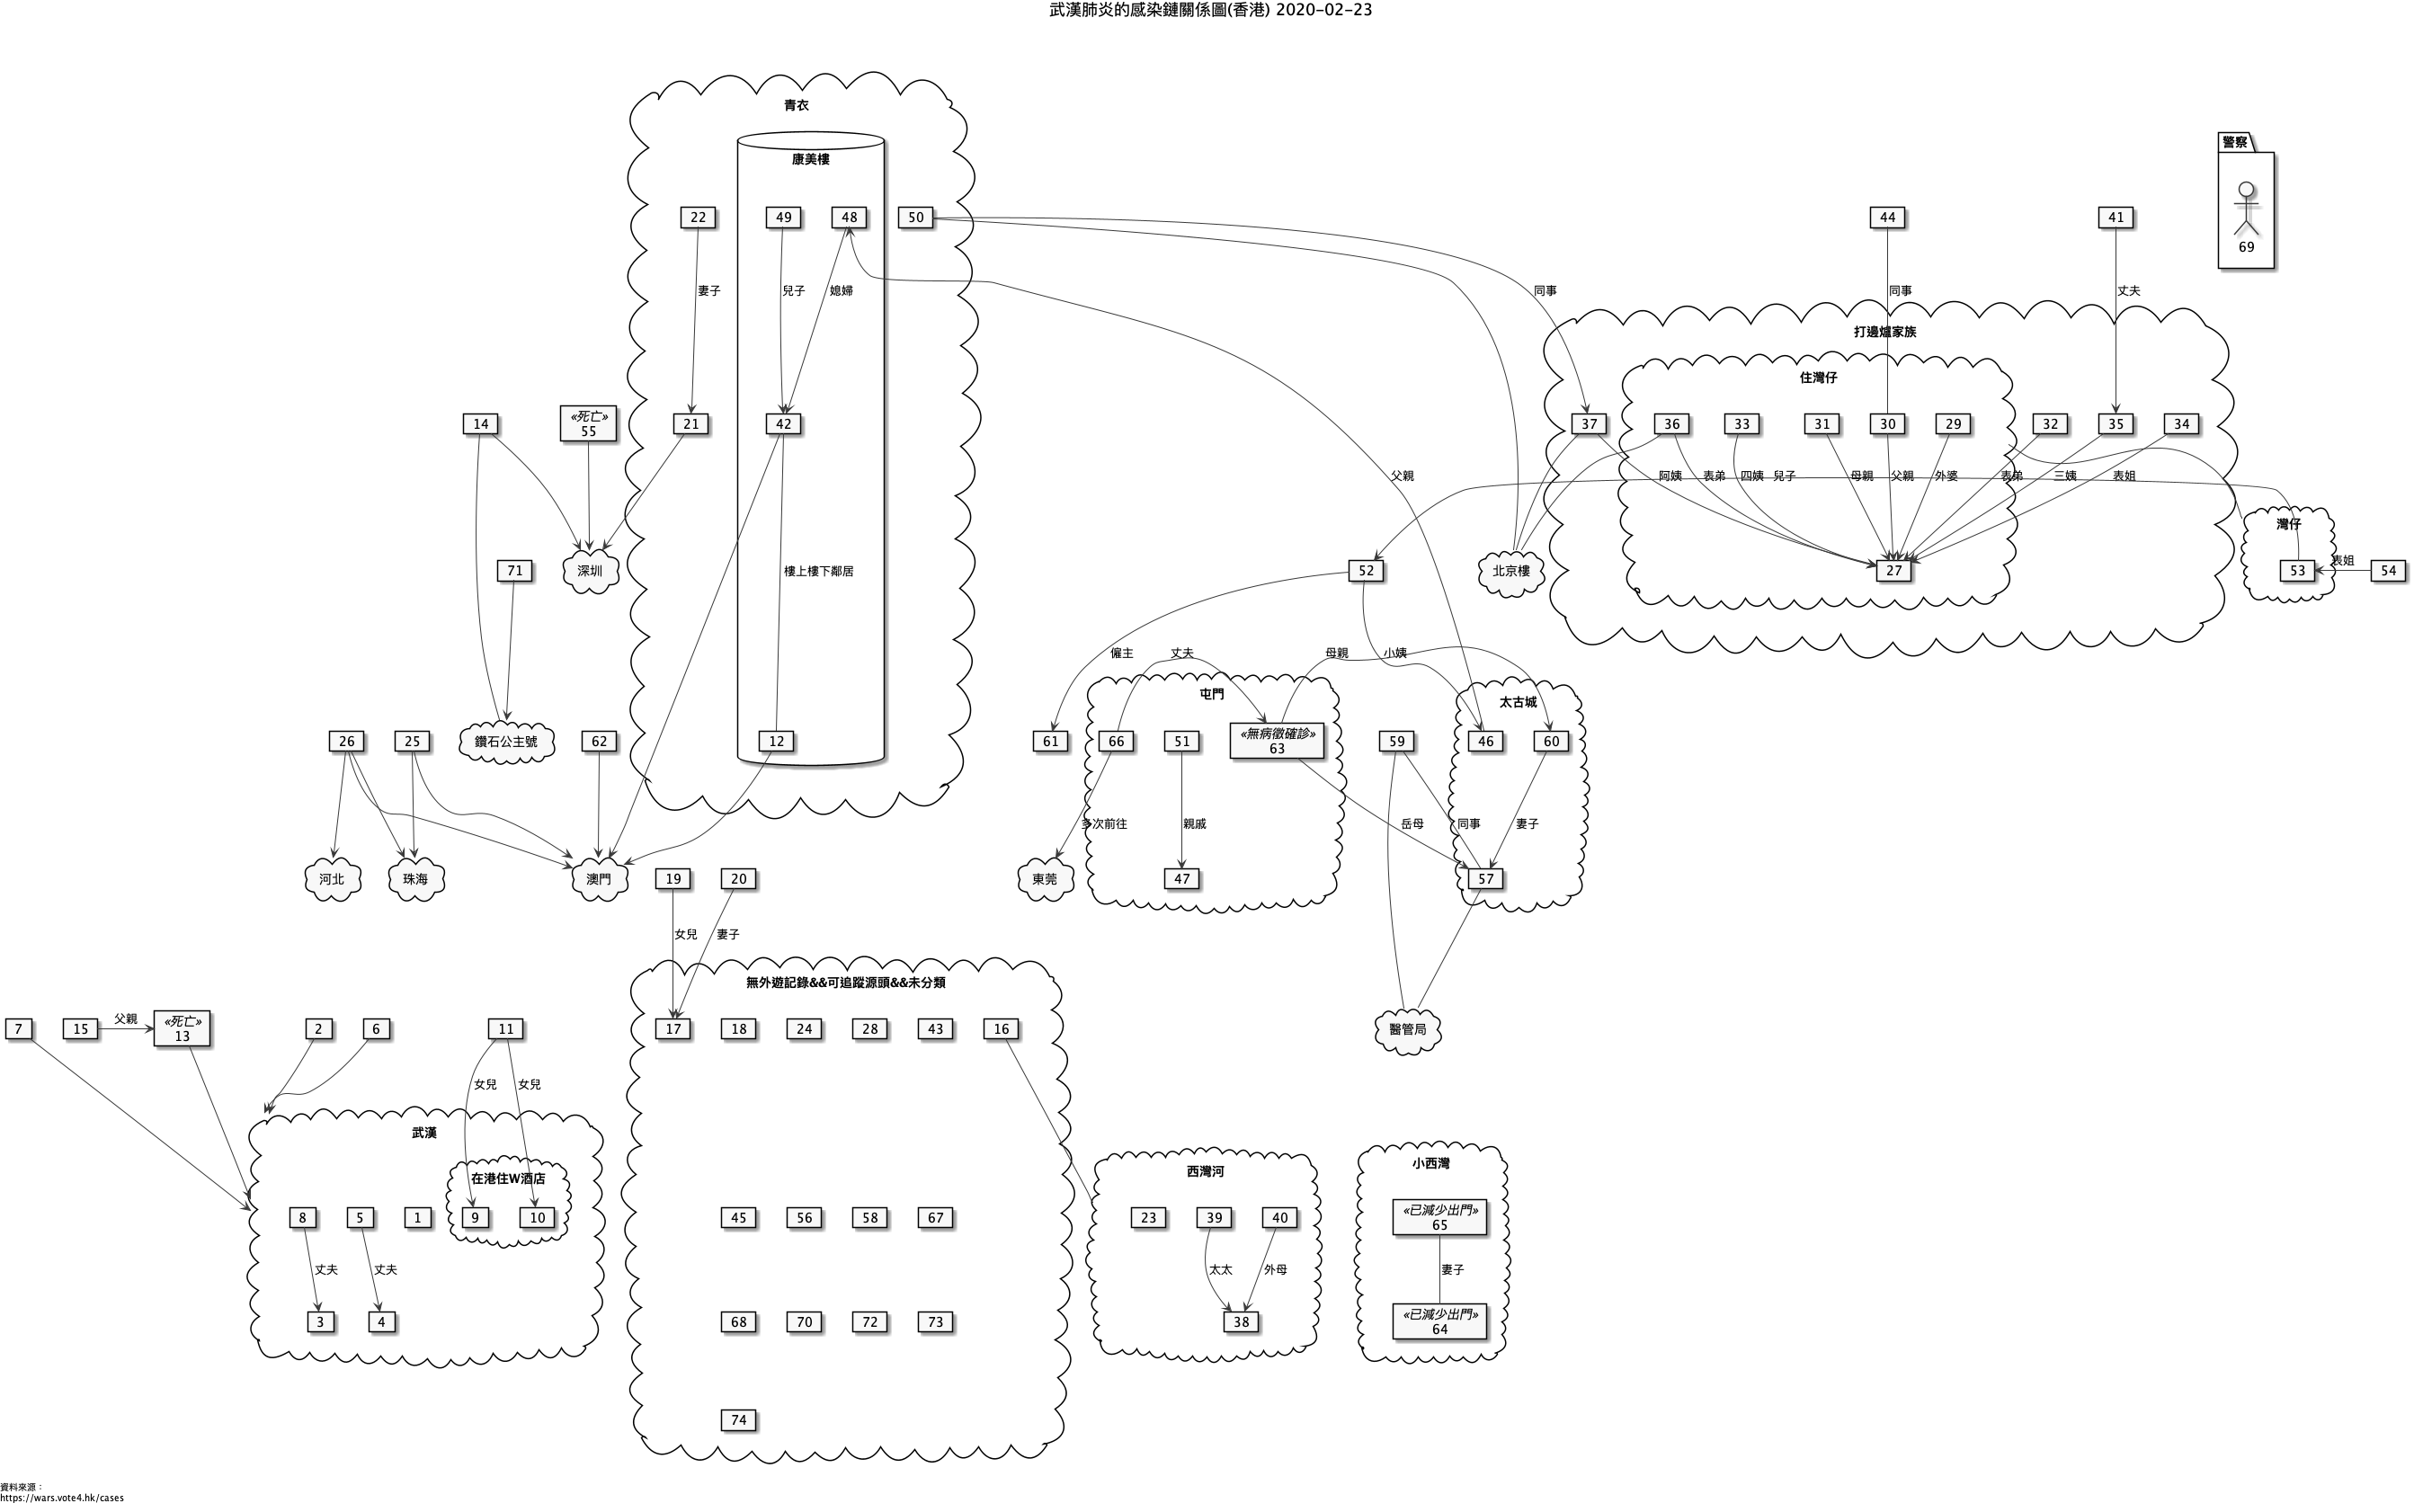 武漢肺炎的感染鏈關係圖(香港) 2020-02-23
青衣
康美樓
警察
69
22
49
48
50
44
41
妻子
兒子
媳婦
同事
同事
丈夫
打邊爐家族
住灣仔
14
«死亡»
55
21
42
37
36
33
31
30
29
32
35
34
父親
阿姨
表弟
四姨
兒子
母親
父親
外婆
表弟
三姨
表姐
灣仔
71
深圳
樓上樓下鄰居
52
北京樓
27
53
表姐
54
僱主
丈夫
母親
小姨
屯門
太古城
26
25
鑽石公主號
62
12
61
66
51
«無病徵確診»
63
59
46
60
多次前往
親戚
岳母
同事
妻子
河北
珠海
澳門
19
20
東莞
47
57
女兒
妻子
無外遊記錄&&可追蹤源頭&&未分類
7
15
父親
«死亡»
13
2
6
11
17
18
24
28
43
16
醫管局
女兒
女兒
武漢
在港住W酒店
西灣河
小西灣
8
5
1
9
10
45
56
58
67
23
39
40
«已減少出門»
65
丈夫
丈夫
太太
外母
妻子
3
4
68
70
72
73
38
«已減少出門»
64
74
資料來源：
https://wars.vote4.hk/cases